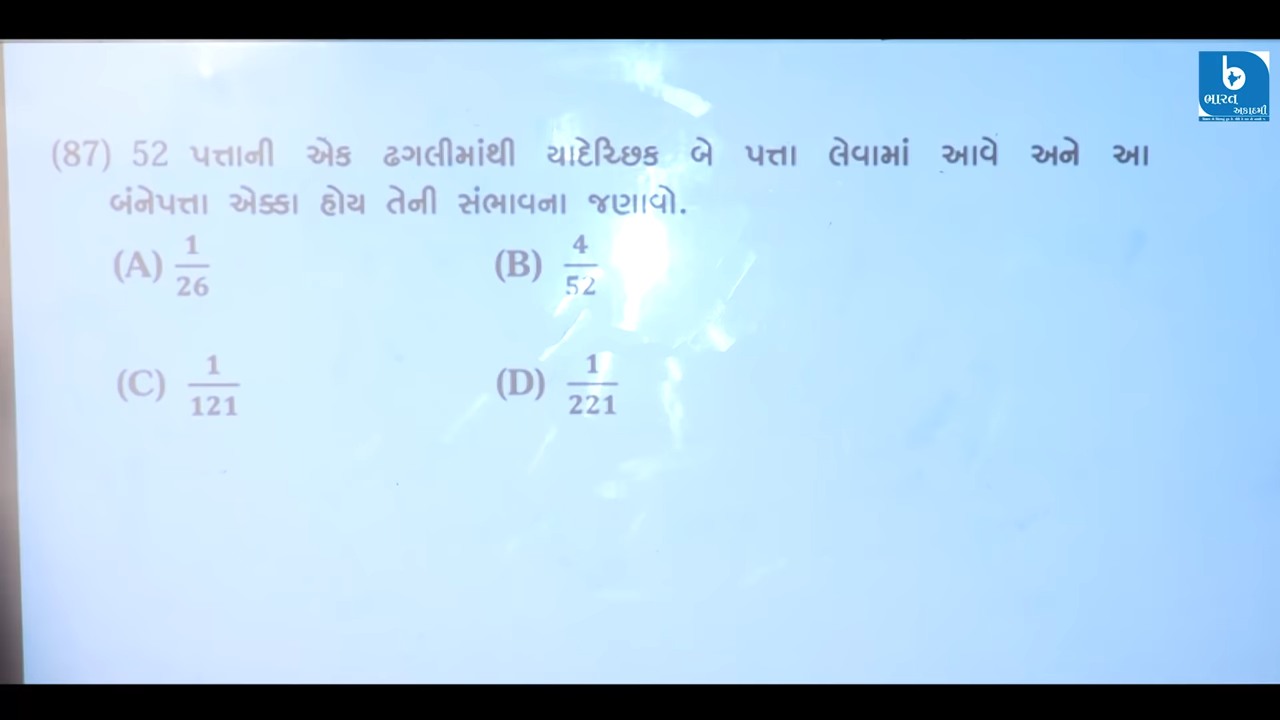 ભારત
અકાદમી
(87) 52 પત્તાની એક ઢગલીમાંથી યાદેચ્છિક બે પત્તા લેવામાં આવે અને આ
બંનેપત્તા એક્કા હોય તેની સંભાવના જણાવો.
(A) 1/26 (B) 4/52
(C) 1/121 (D) 1/221